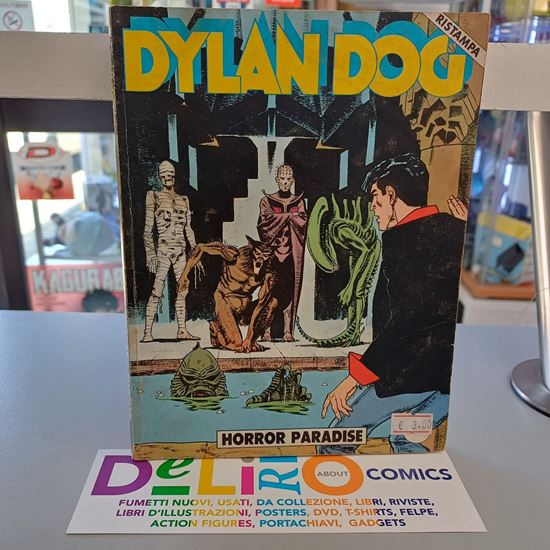 DYLAN DOG
RISTAMPA
KAGURAB
HORROR PARADISE
€ 3.00
DeLiRiO ABOUT COMICS
FUMETTI NUOVI, USATI, DA COLLEZIONE, LIBRI, RIVISTE,
LIBRI D'ILLUSTRAZIONI, POSTERS, DVD, T-SHIRTS, FELPE,
ACTION FIGURES, PORTACHIAVI, GADGETS